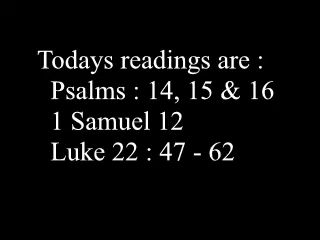 Todays readings are :
Psalms : 14, 15 & 16
1 Samuel 12
Luke 22 : 47 - 62